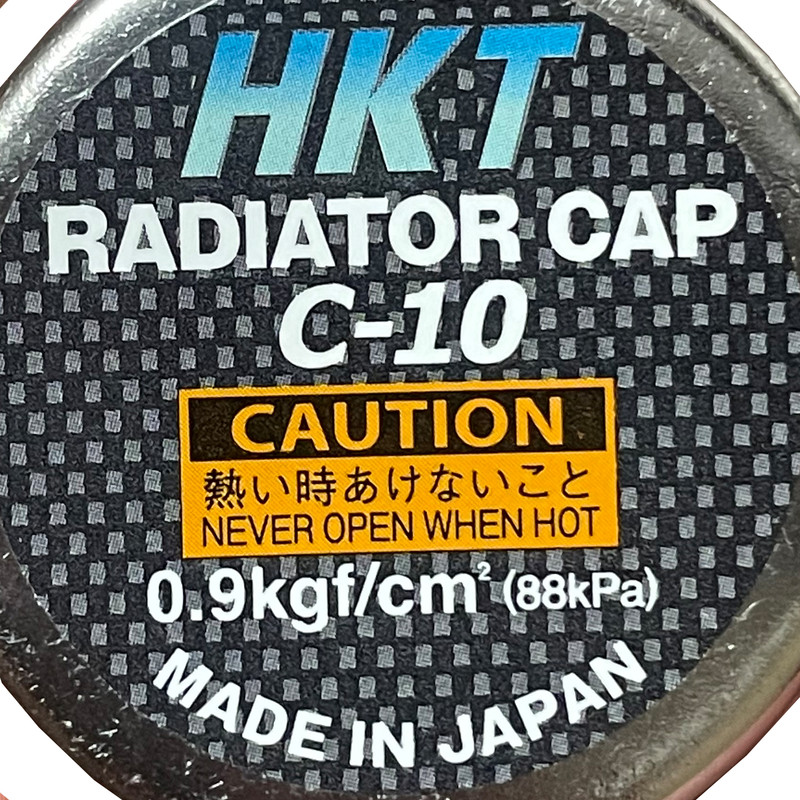 HKT
RADIATOR CAP
C-10
CAUTION
熱い時あけないこと
NEVER OPEN WHEN HOT
0.9kgf/cm² (88kPa)
MADE IN JAPAN